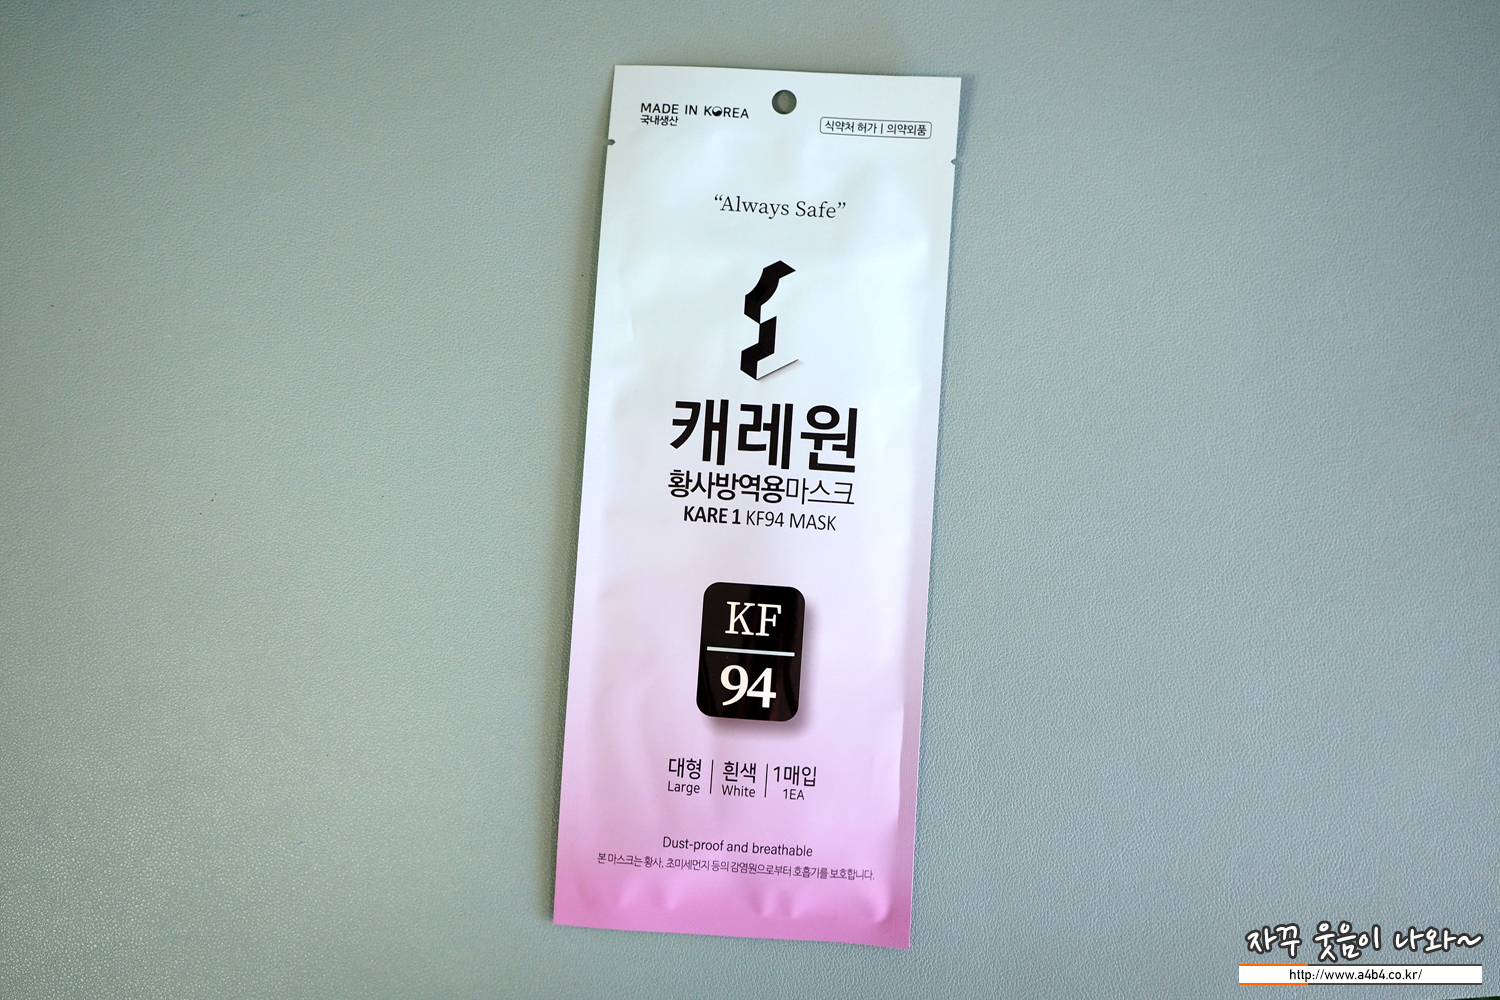 MADE IN KOREA
국내생산
식약처 허가 | 의약외품
“Always Safe”
캐레원
황사방역용마스크
KARE 1 KF94 MASK
KF
94
대형 | 흰색 | 1매입
Large White 1EA
Dust-proof and breathable
본 마스크는 황사, 초미세먼지 등의 감염원으로부터 호흡기를 보호합니다.
자꾸 웃음이 나와~
http://www.a4b4.co.kr/